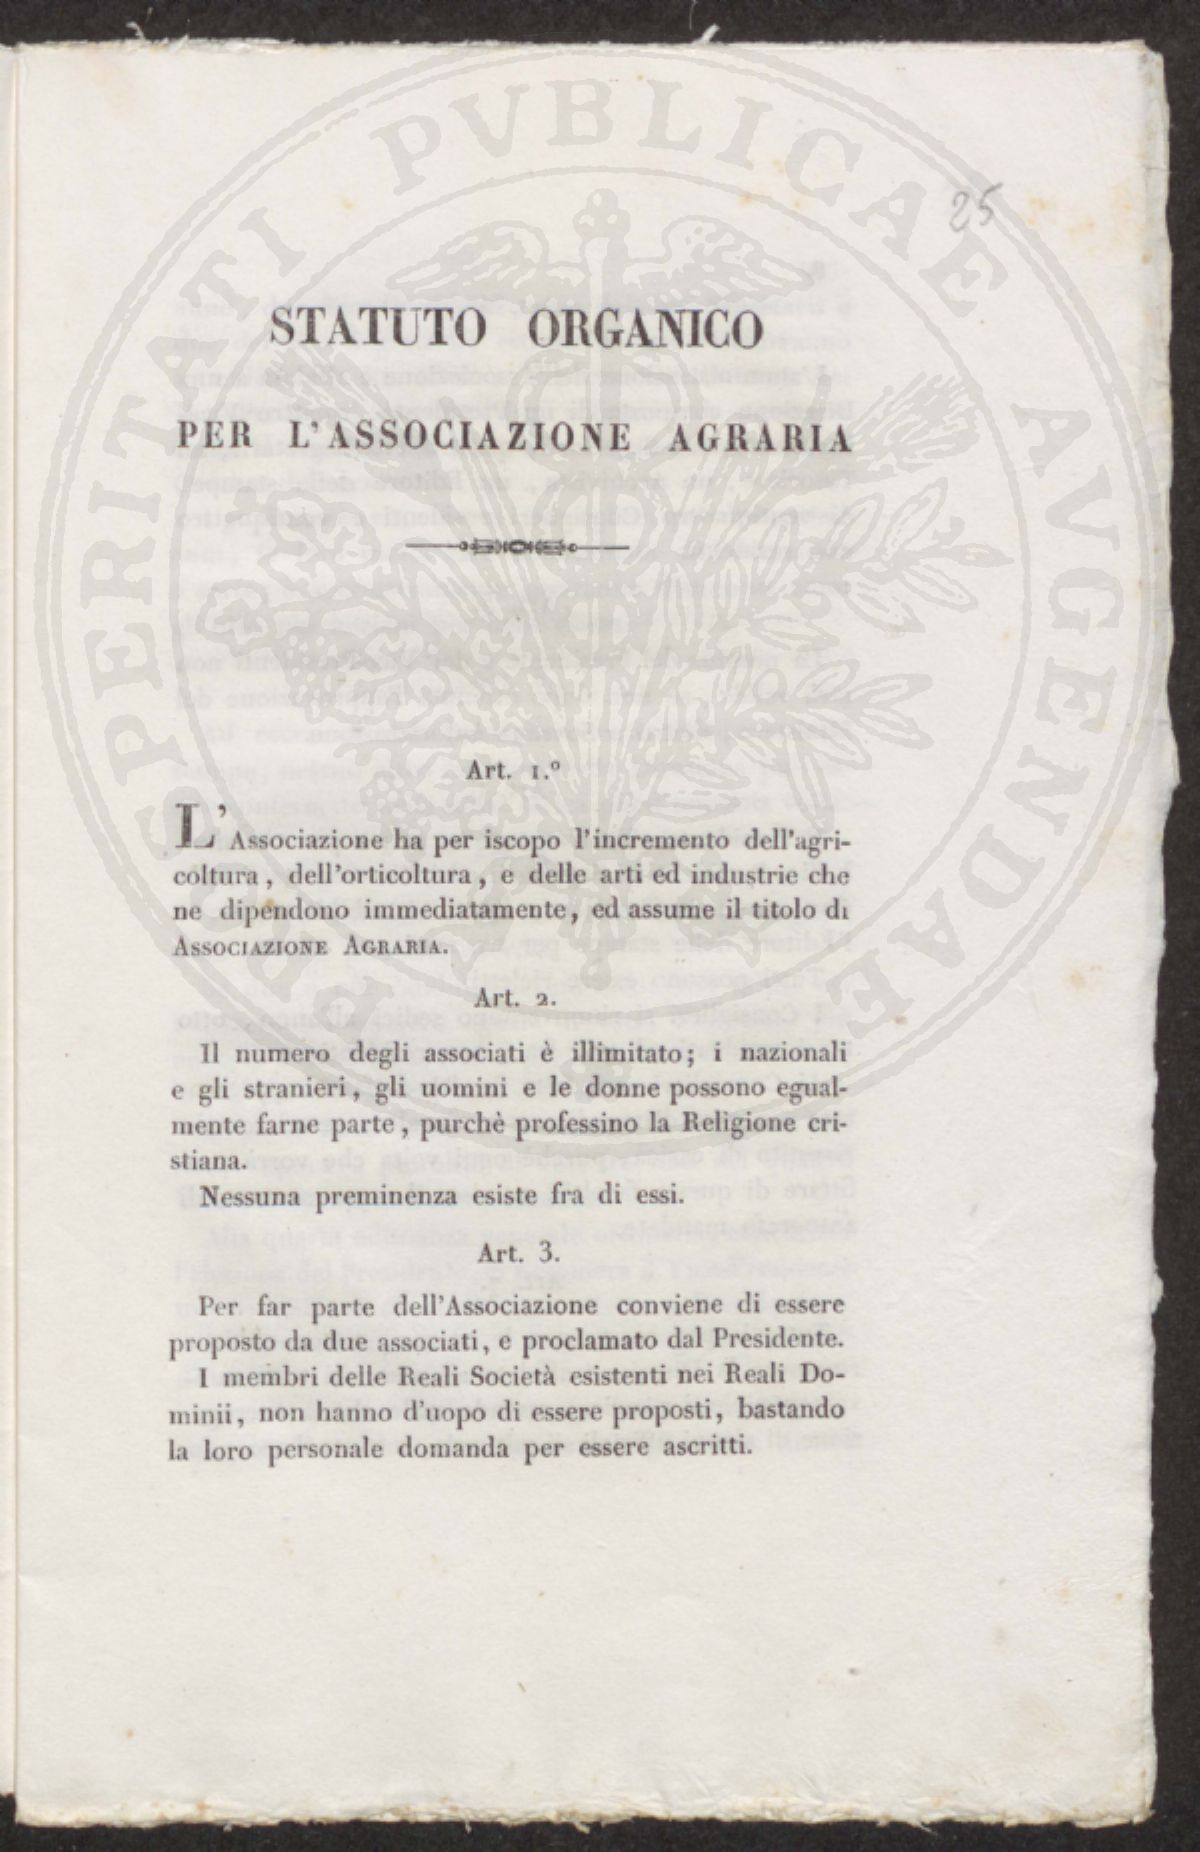 PROSPERITATI PVBLICAE AVGENDAE
25
STATUTO ORGANICO
PER L'ASSOCIAZIONE AGRARIA
Art. 1.º
L'Associazione ha per iscopo l'incremento dell'agri-
coltura, dell'orticoltura, e delle arti ed industrie che
ne dipendono immediatamente, ed assume il titolo di
ASSOCIAZIONE AGRARIA.
Art. 2.
Il numero degli associati è illimitato; i nazionali
e gli stranieri, gli uomini e le donne possono egual-
mente farne parte, purchè professino la Religione cri-
stiana.
Nessuna preminenza esiste fra di essi.
Art. 3.
Per far parte dell'Associazione conviene di essere
proposto da due associati, e proclamato dal Presidente.
I membri delle Reali Società esistenti nei Reali Do-
minii, non hanno d'uopo di essere proposti, bastando
la loro personale domanda per essere ascritti.